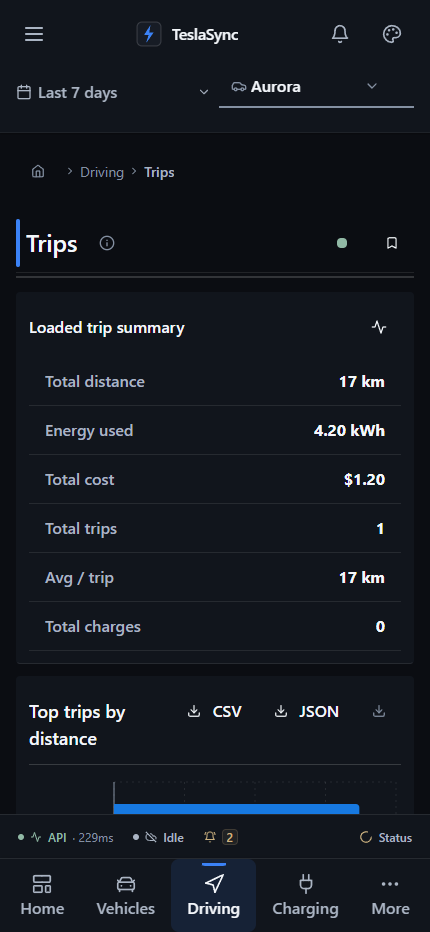 TeslaSync
Last 7 days
Aurora
Driving
Trips
Trips
Loaded trip summary
Total distance 17 km
Energy used 4.20 kWh
Total cost $1.20
Total trips 1
Avg / trip 17 km
Total charges 0
Top trips by distance CSV JSON
API · 229ms Idle 2 Status
Home Vehicles Driving Charging More